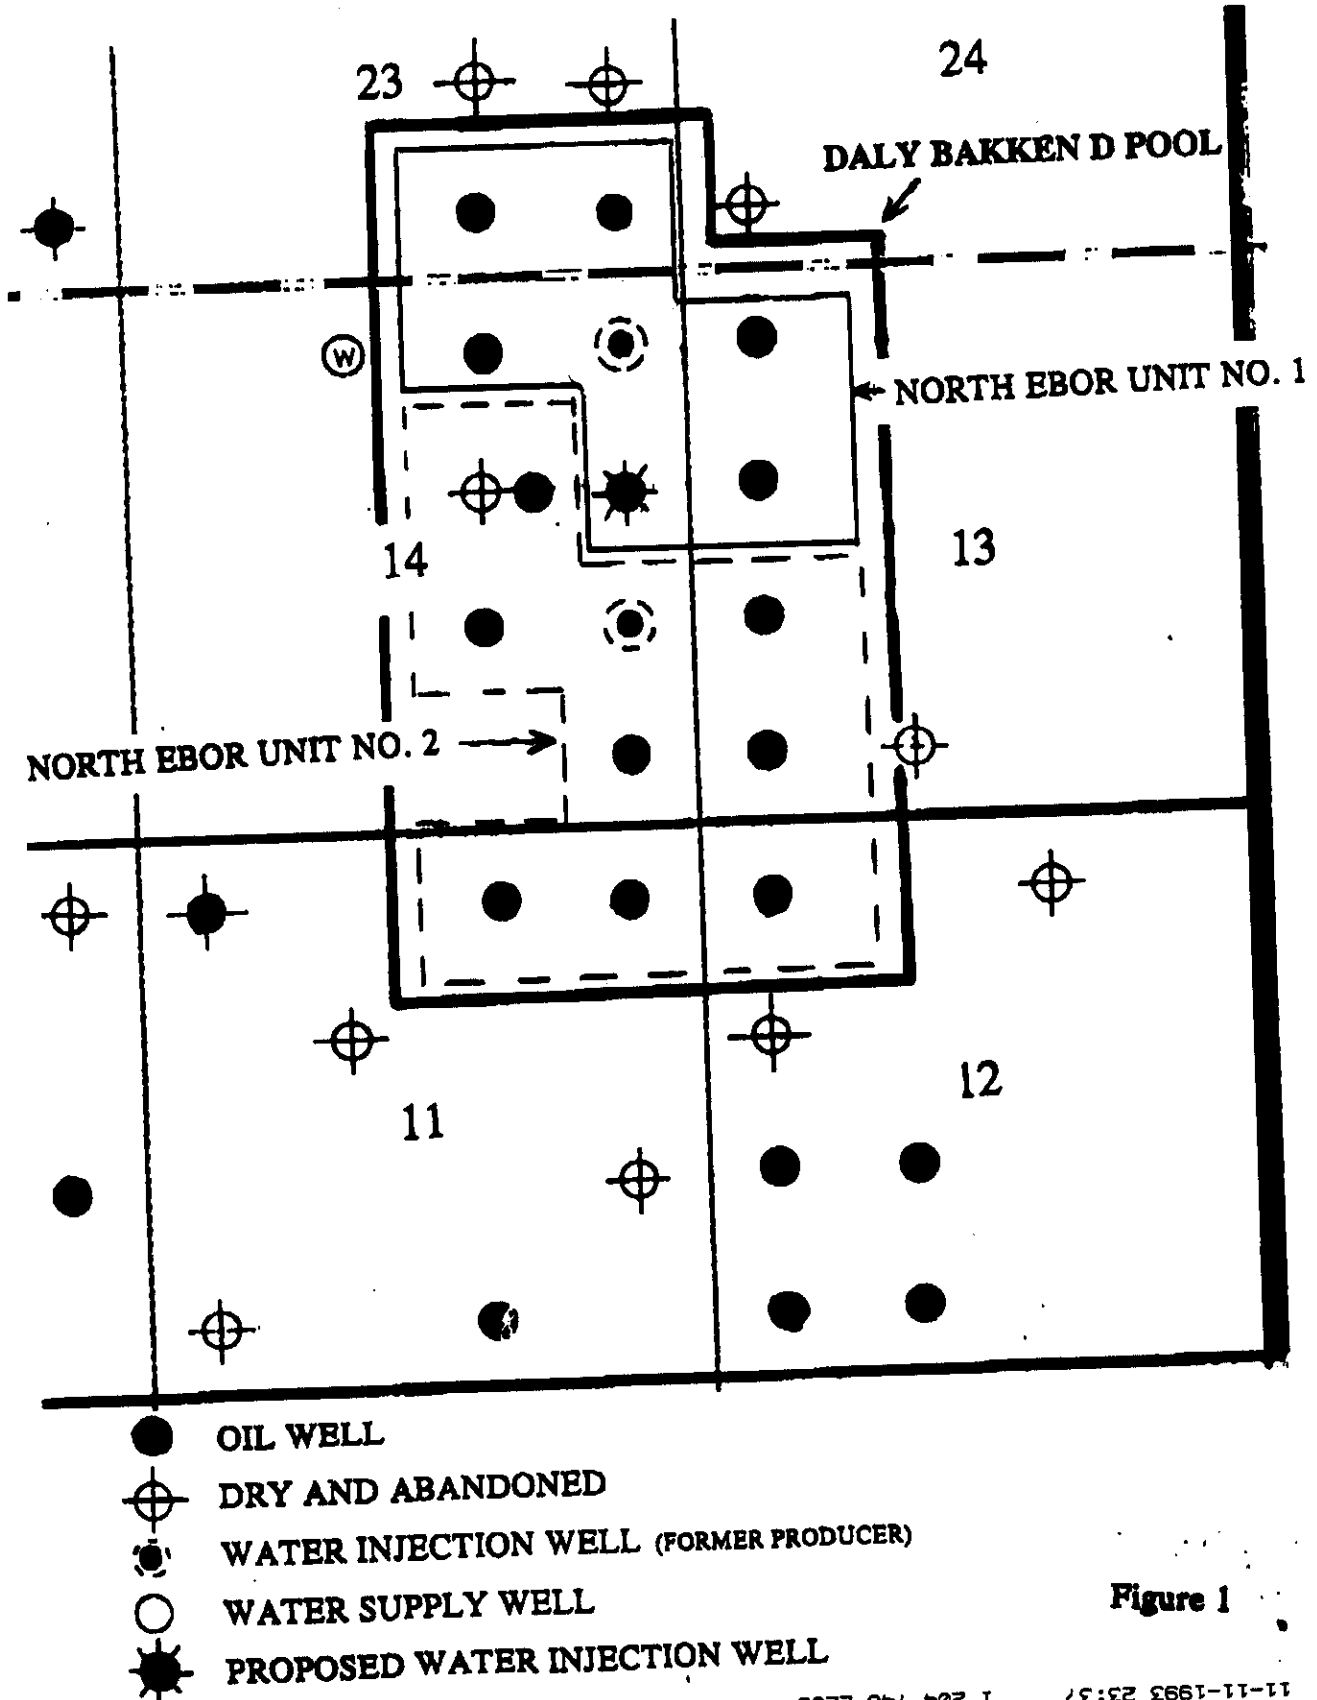 23
24
DALY BAKKEN D POOL
W
NORTH EBOR UNIT NO. 1
14
13
NORTH EBOR UNIT NO. 2
11
12
OIL WELL
DRY AND ABANDONED
WATER INJECTION WELL (FORMER PRODUCER)
WATER SUPPLY WELL
Figure 1
PROPOSED WATER INJECTION WELL
11-11-1993 23:37